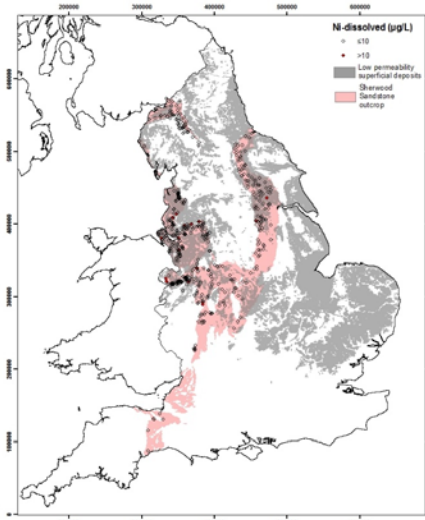 200000 300000 400000 500000 600000
Ni-dissolved (µg/L)
≤10
>10
Low permeability
superficial deposits
Sherwood
Sandstone
outcrop
600000
500000
400000
300000
200000
100000
0